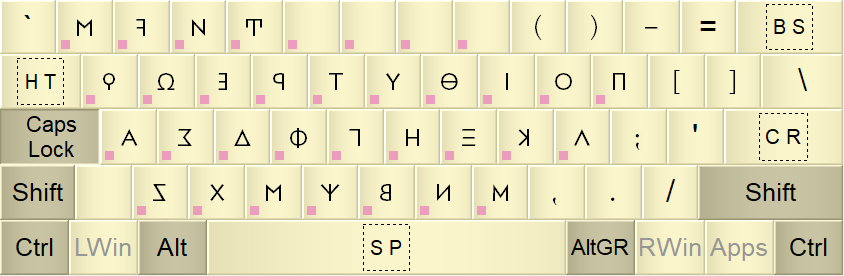 ` Ϻ ꟻ N Ͳ ( ) - = BS
HT Ϙ Ω Ǝ ꟼ Τ Υ Θ Ι Ο Π [ ] \
Caps Lock Α Σ Δ Φ Γ Η Ξ Κ Λ ; ' CR
Shift Ζ Χ Μ Ψ Β И Μ , . / Shift
Ctrl LWin Alt SP AltGR RWin Apps Ctrl